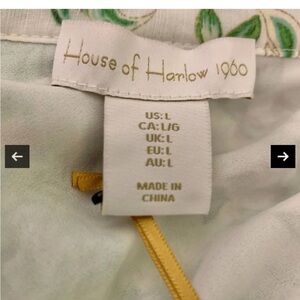 House of Harlow 1960
US: L
CA: L/G
UK: L
EU: L
AU: L
MADE IN
CHINA